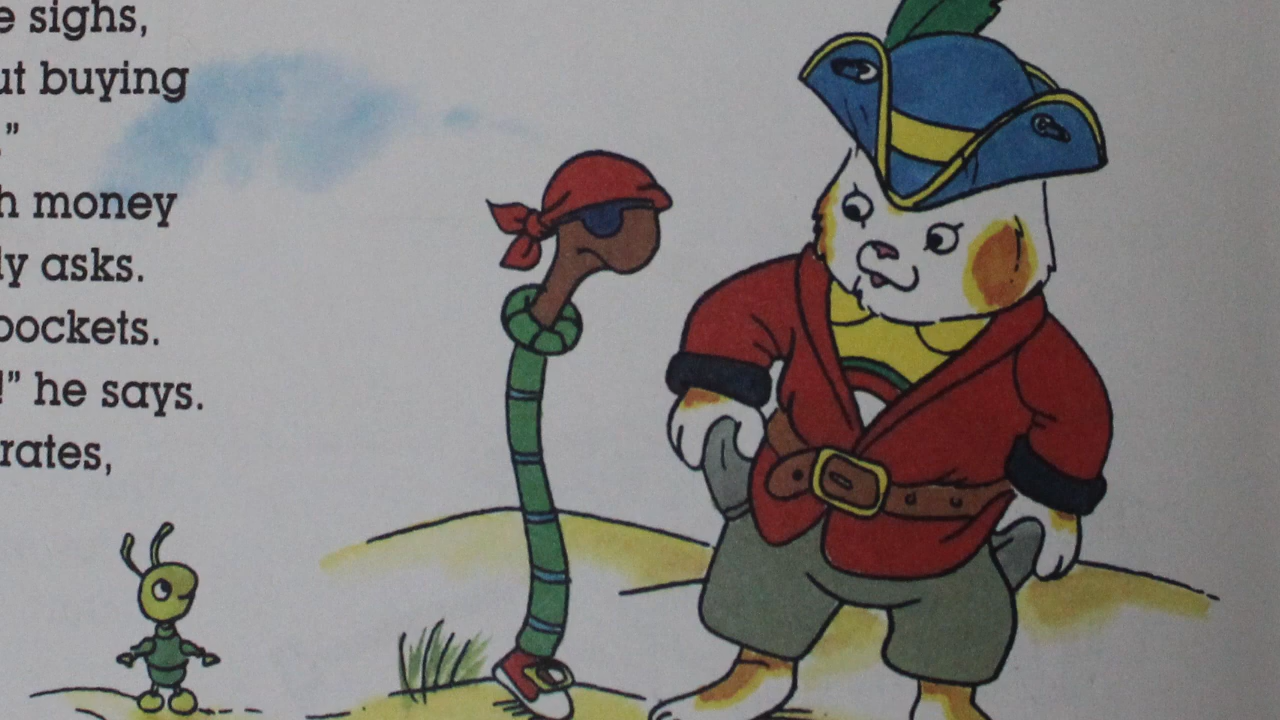 e sighs,
ut buying
.”
h money
ly asks.
pockets.
!” he says.
rates,